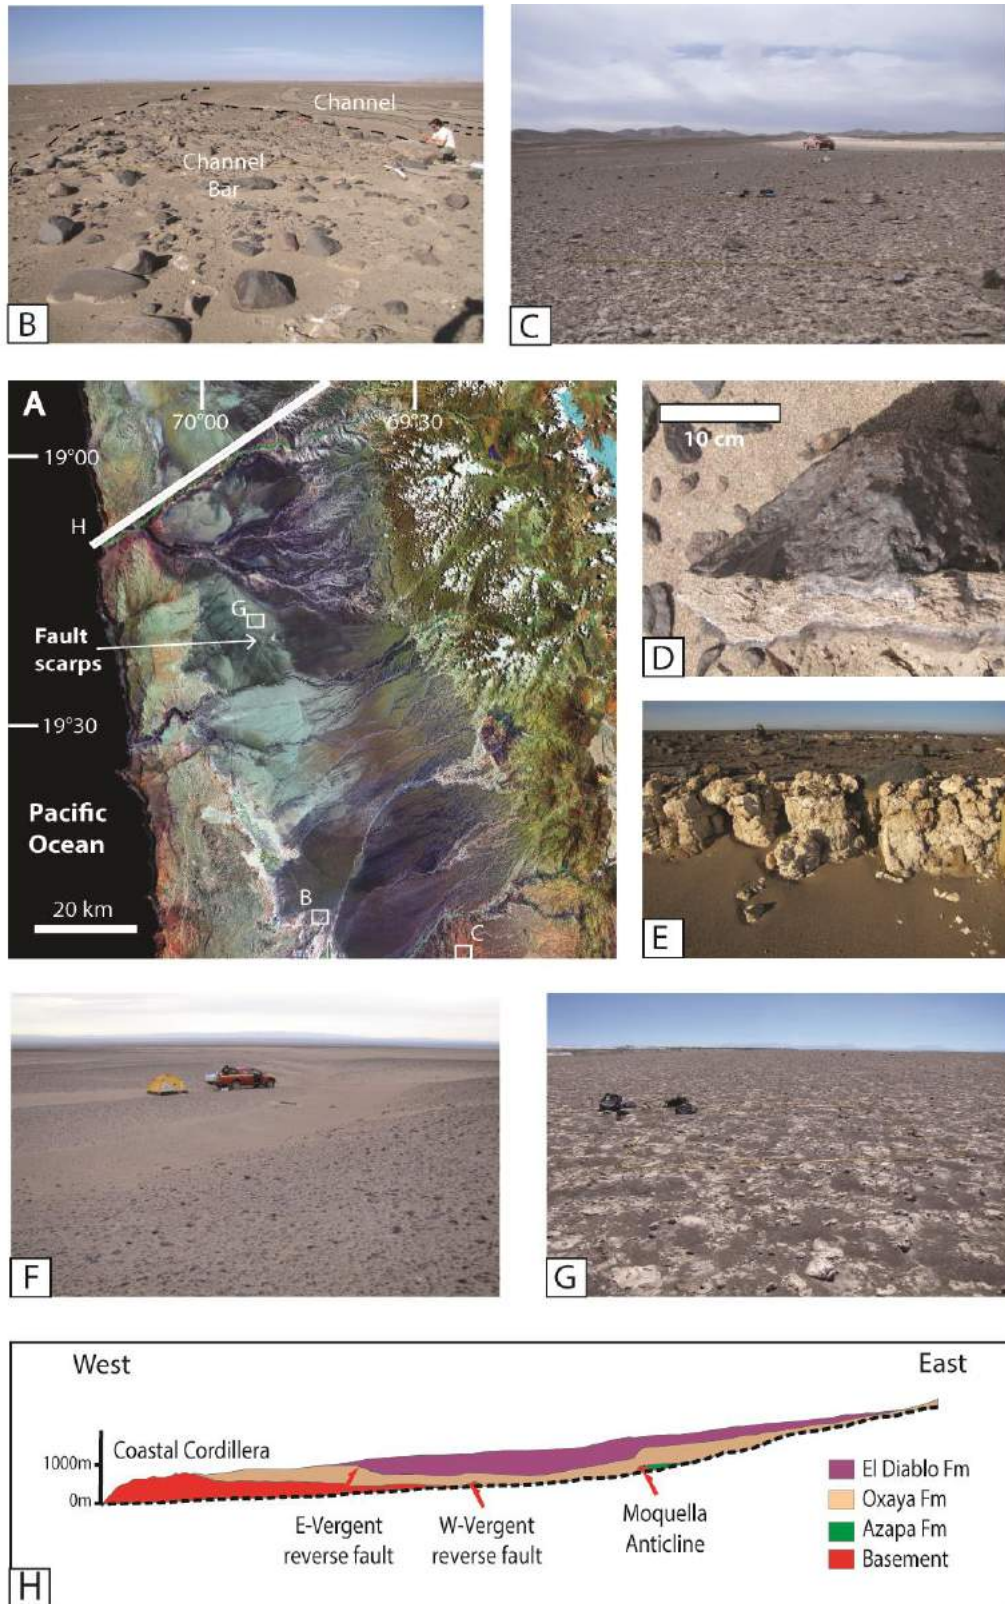 Channel
Channel
Bar
B
C
A
70°00
69°30
19°00
H
G
Fault
scarps
19°30
Pacific
Ocean
20 km
B
C
10 cm
D
E
F
G
West
East
Coastal Cordillera
1000m
0m
E-Vergent
reverse fault
W-Vergent
reverse fault
Moquella
Anticline
El Diablo Fm
Oxaya Fm
Azapa Fm
Basement
H